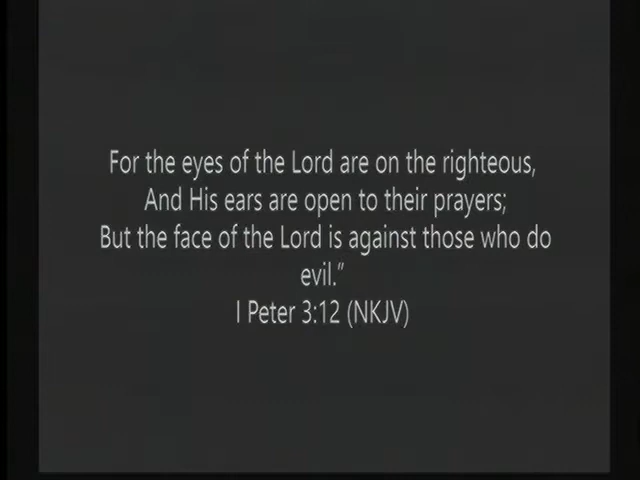 For the eyes of the Lord are on the righteous,
And His ears are open to their prayers;
But the face of the Lord is against those who do
evil.”
I Peter 3:12 (NKJV)